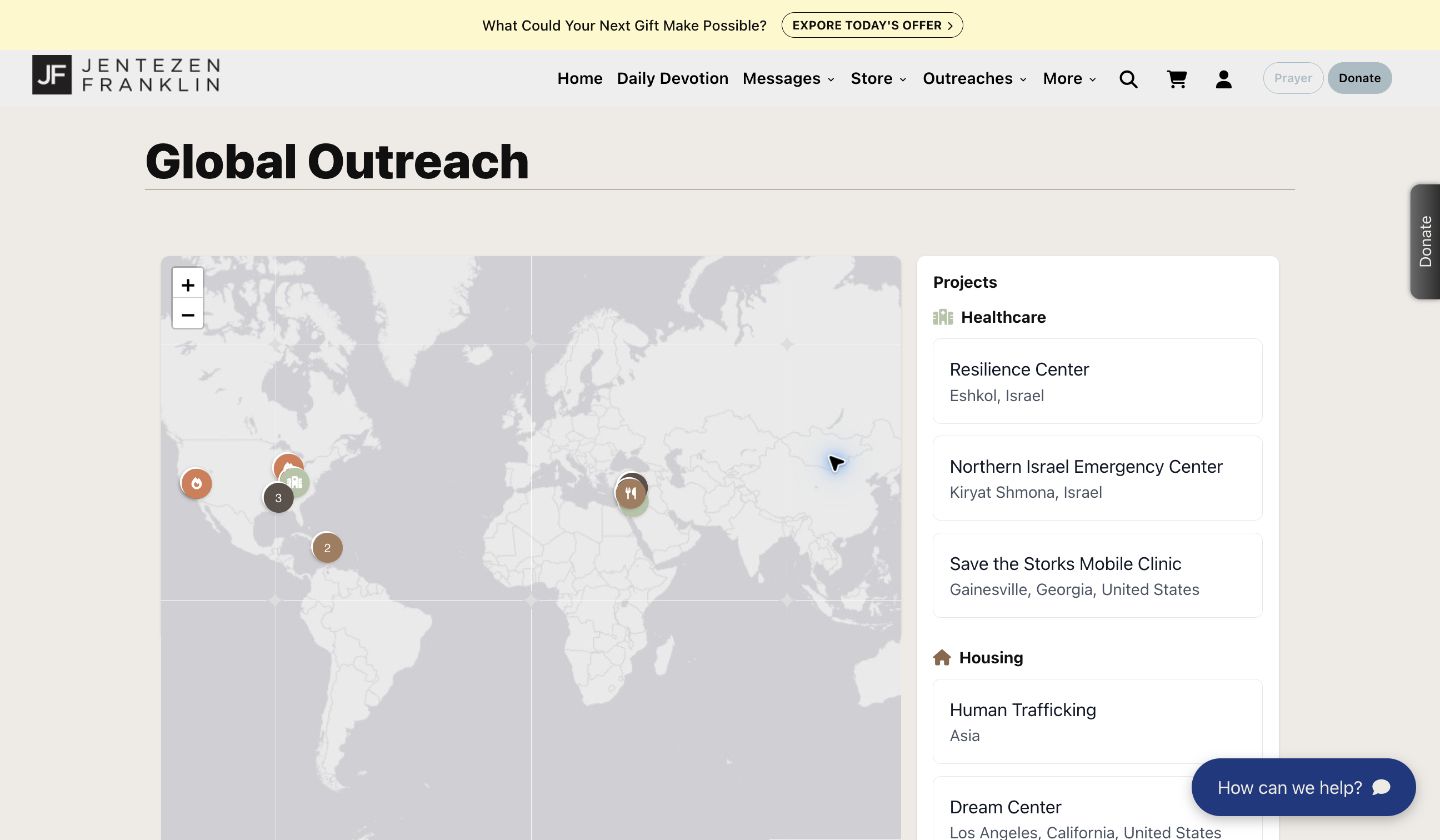 What Could Your Next Gift Make Possible?
EXPORE TODAY'S OFFER
JF JENTEZEN
FRANKLIN
Home Daily Devotion Messages Store Outreaches More
Prayer
Donate
Global Outreach
Donate
+
−
3
2
Projects
Healthcare
Resilience Center
Eshkol, Israel
Northern Israel Emergency Center
Kiryat Shmona, Israel
Save the Storks Mobile Clinic
Gainesville, Georgia, United States
Housing
Human Trafficking
Asia
Dream Center
Los Angeles, California, United States
How can we help?